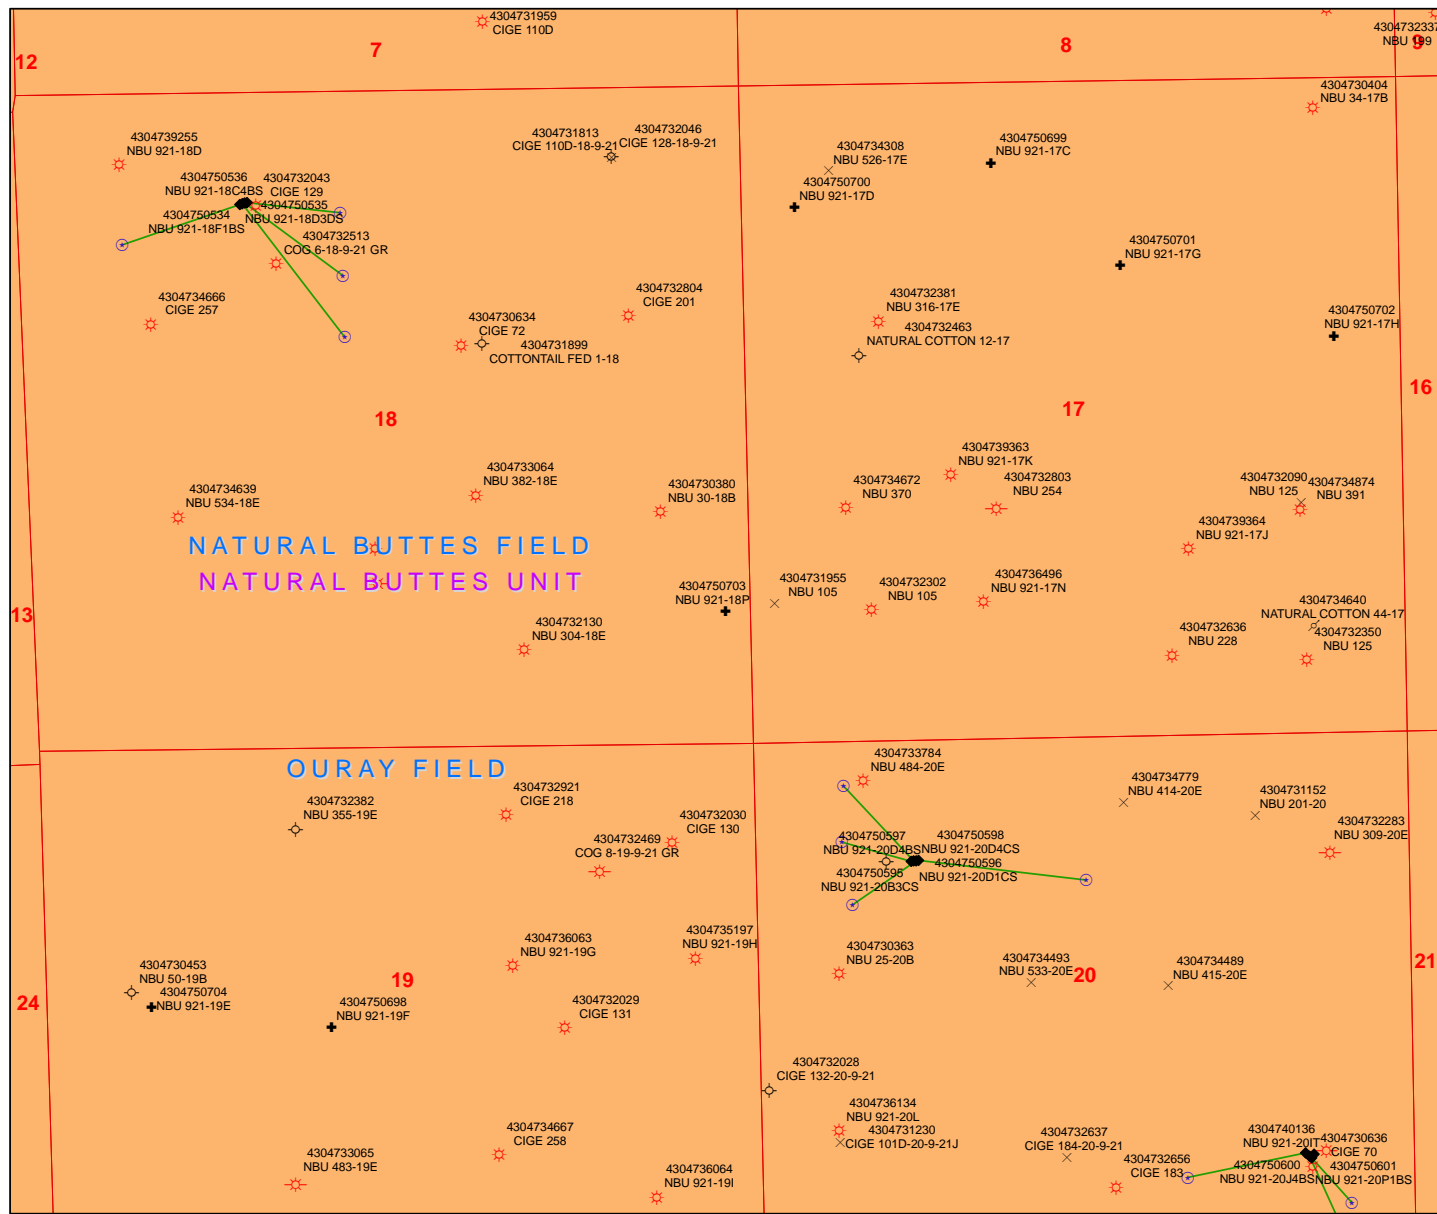 4304731959
CIGE 110D
4304732337
NBU 199
7
8
9
12
4304730404
NBU 34-17B
4304739255
NBU 921-18D
4304731813
CIGE 110D-18-9-21
4304732046
CIGE 128-18-9-21
4304734308
NBU 526-17E
4304750699
NBU 921-17C
4304750536
NBU 921-18C4BS
4304732043
CIGE 129
4304750700
NBU 921-17D
4304750534
NBU 921-18F1BS
4304750535
NBU 921-18D3DS
4304732513
COG 6-18-9-21 GR
4304750701
NBU 921-17G
4304734666
CIGE 257
4304732804
CIGE 201
4304732381
NBU 316-17E
4304750702
NBU 921-17H
4304730634
CIGE 72
4304731899
COTTONTAIL FED 1-18
4304732463
NATURAL COTTON 12-17
16
18
17
4304739363
NBU 921-17K
4304733064
NBU 382-18E
4304734639
NBU 534-18E
4304730380
NBU 30-18B
4304734672
NBU 370
4304732803
NBU 254
4304732090
NBU 125
4304734874
NBU 391
4304739364
NBU 921-17J
NATURAL BUTTES FIELD
NATURAL BUTTES UNIT
4304750703
NBU 921-18P
4304731955
NBU 105
4304732302
NBU 105
4304736496
NBU 921-17N
4304734640
NATURAL COTTON 44-17
13
4304732130
NBU 304-18E
4304732636
NBU 228
4304732350
NBU 125
OURAY FIELD
4304733784
NBU 484-20E
4304734779
NBU 414-20E
4304731152
NBU 201-20
4304732382
NBU 355-19E
4304732921
CIGE 218
4304732030
CIGE 130
4304732283
NBU 309-20E
4304732469
COG 8-19-9-21 GR
4304750597
NBU 921-20D4BS
4304750598
NBU 921-20D4CS
4304750595
NBU 921-20B3CS
4304750596
NBU 921-20D1CS
4304736063
NBU 921-19G
4304735197
NBU 921-19H
4304730363
NBU 25-20B
4304734493
NBU 533-20E
4304734489
NBU 415-20E
21
19
20
4304730453
NBU 50-19B
4304750704
NBU 921-19E
24
4304750698
NBU 921-19F
4304732029
CIGE 131
4304732028
CIGE 132-20-9-21
4304736134
NBU 921-20L
4304731230
CIGE 101D-20-9-21J
4304734667
CIGE 258
4304732637
CIGE 184-20-9-21
4304740136
NBU 921-20IT
4304730636
CIGE 70
4304733065
NBU 483-19E
4304736064
NBU 921-19I
4304732656
CIGE 183
4304750600
NBU 921-20J4BS
4304750601
NBU 921-20P1BS